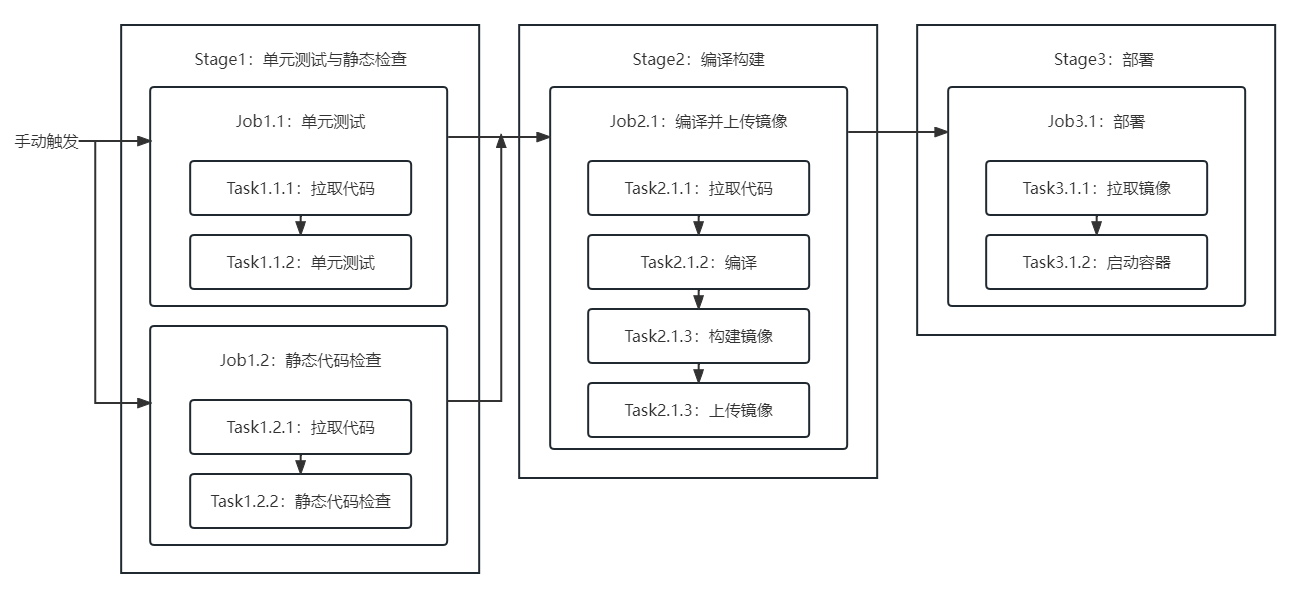 手动触发
Stage1：单元测试与静态检查
Job1.1：单元测试
Task1.1.1：拉取代码
Task1.1.2：单元测试
Job1.2：静态代码检查
Task1.2.1：拉取代码
Task1.2.2：静态代码检查
Stage2：编译构建
Job2.1：编译并上传镜像
Task2.1.1：拉取代码
Task2.1.2：编译
Task2.1.3：构建镜像
Task2.1.3：上传镜像
Stage3：部署
Job3.1：部署
Task3.1.1：拉取镜像
Task3.1.2：启动容器